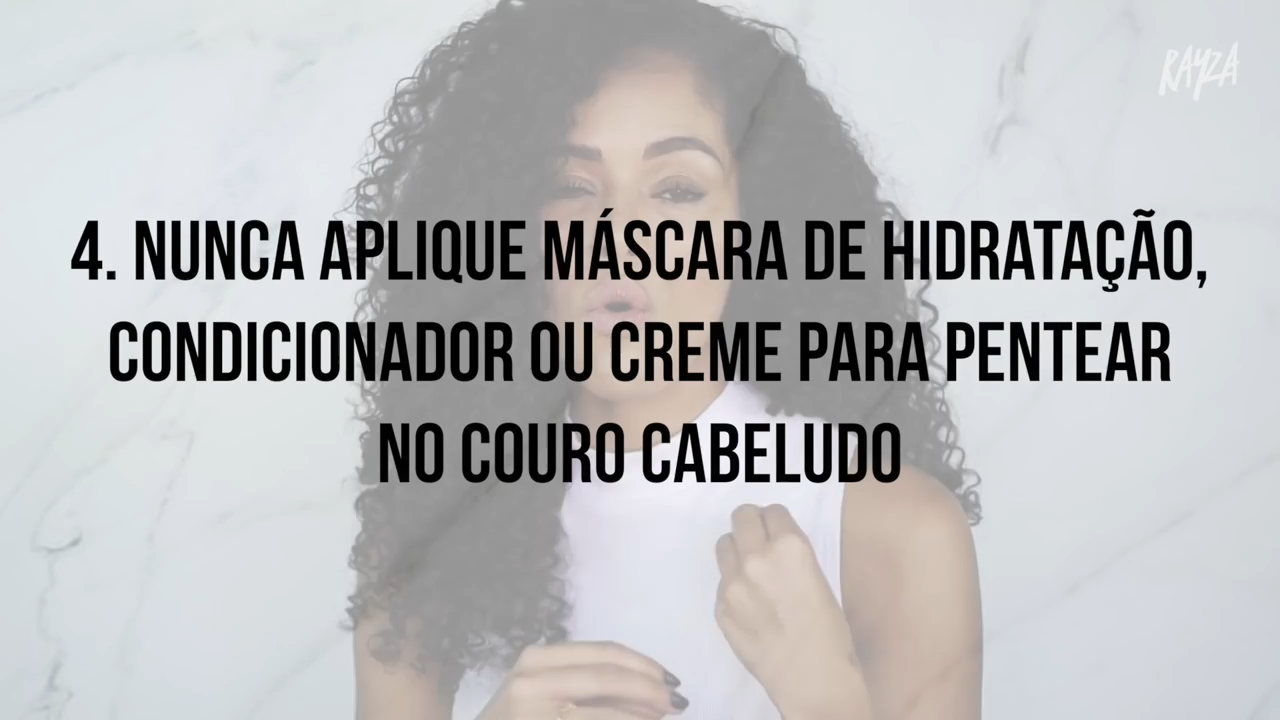 RAYZA
4. NUNCA APLIQUE MÁSCARA DE HIDRATAÇÃO,
CONDICIONADOR OU CREME PARA PENTEAR
NO COURO CABELUDO